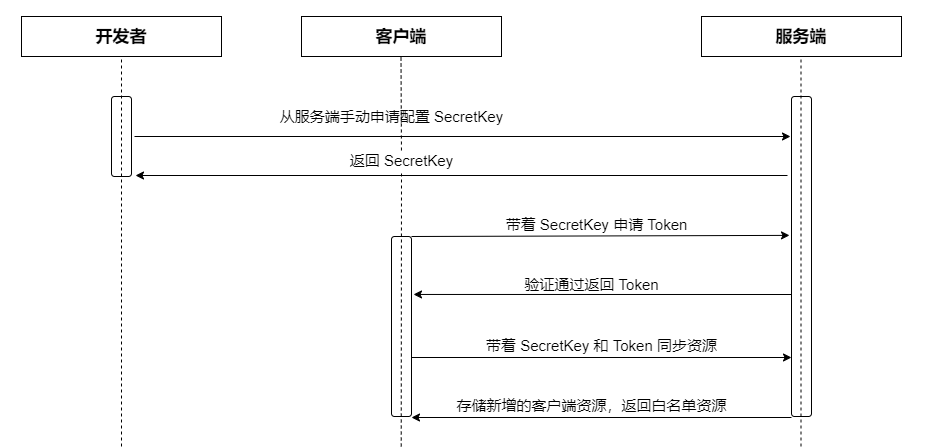 开发者
客户端
服务端
从服务端手动申请配置 SecretKey
返回 SecretKey
带着 SecretKey 申请 Token
验证通过返回 Token
带着 SecretKey 和 Token 同步资源
存储新增的客户端资源，返回白名单资源